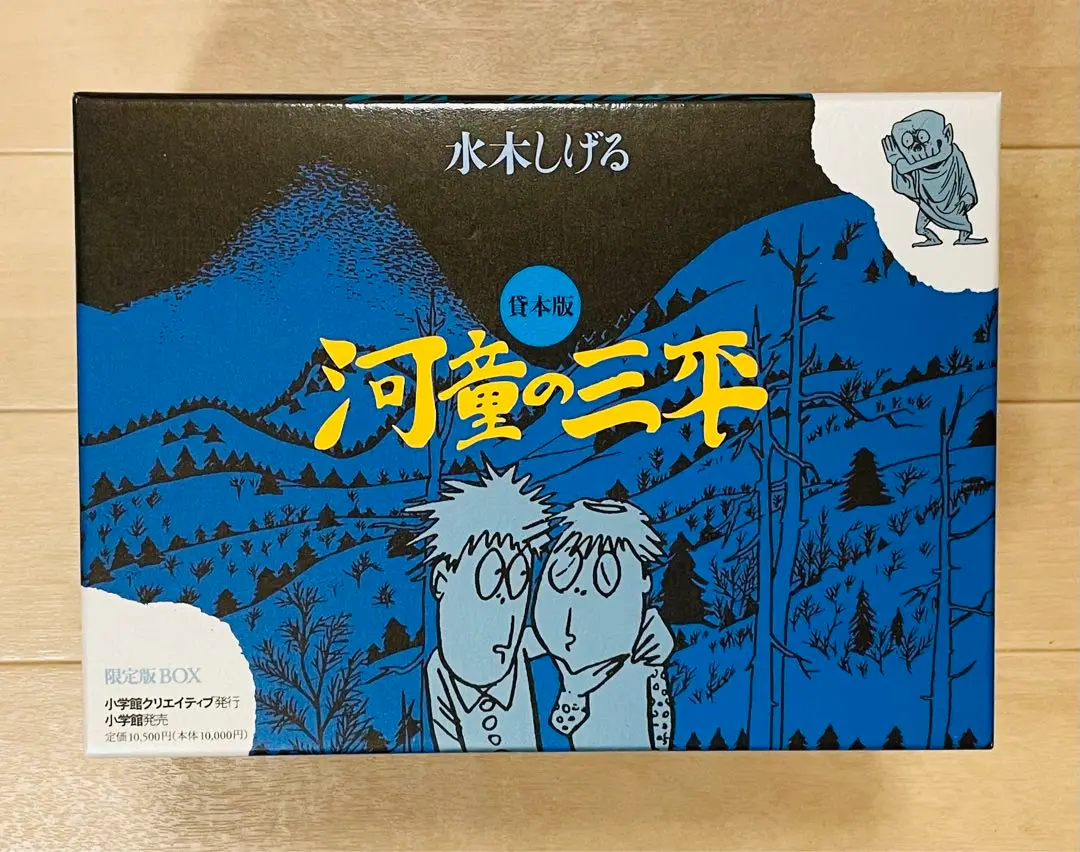 水木しげる
貸本版
河童の三平
限定版BOX
小学館クリエイティブ発行
小学館発売
定価10,500円(本体10,000円)